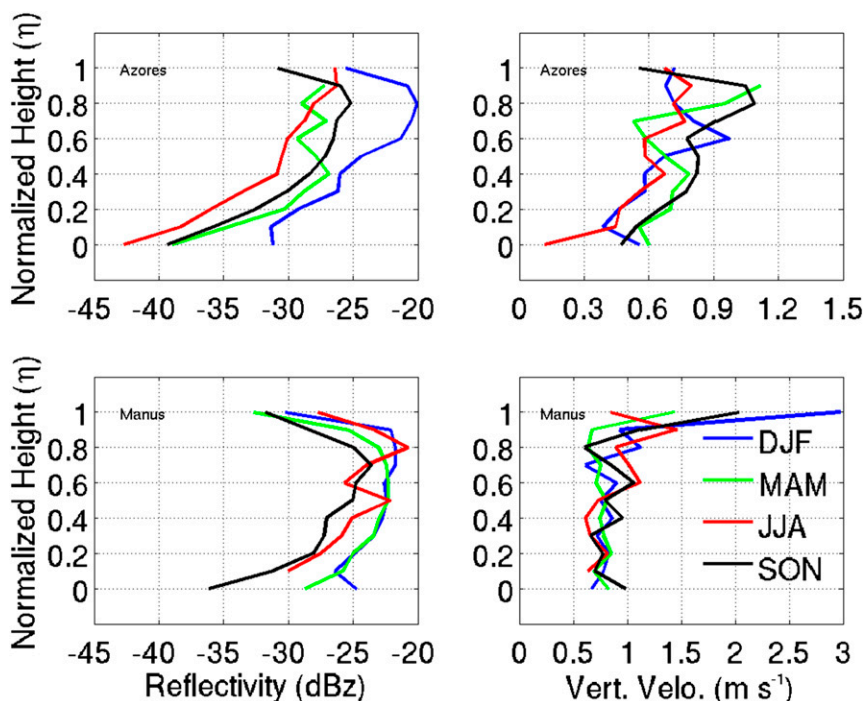 Normalized Height (η)
Azores
1
0.8
0.6
0.4
0.2
0
-45 -40 -35 -30 -25 -20
Azores
0 0.3 0.6 0.9 1.2 1.5
Normalized Height (η)
Manus
1
0.8
0.6
0.4
0.2
0
-45 -40 -35 -30 -25 -20
Reflectivity (dBz)
Manus
DJF
MAM
JJA
SON
0 0.5 1 1.5 2 2.5 3
Vert. Velo. (m s⁻¹)